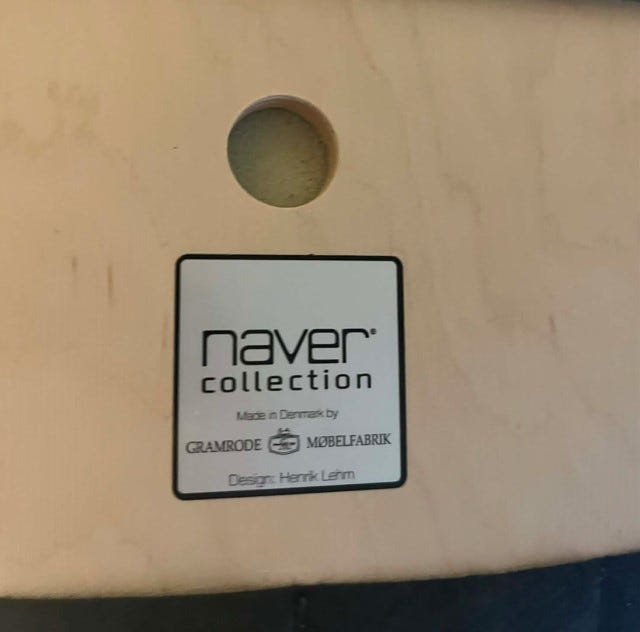 naver®
collection
Made in Denmark by
GRAMRODE MØBELFABRIK
Design: Henrik Lehm